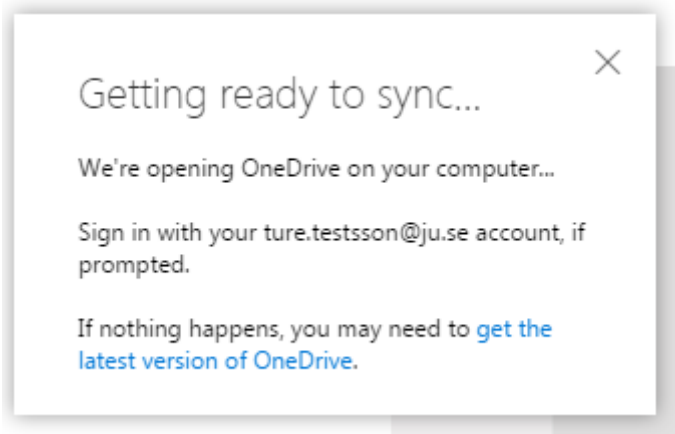 Getting ready to sync...
We're opening OneDrive on your computer...
Sign in with your ture.testsson@ju.se account, if
prompted.
If nothing happens, you may need to get the
latest version of OneDrive.